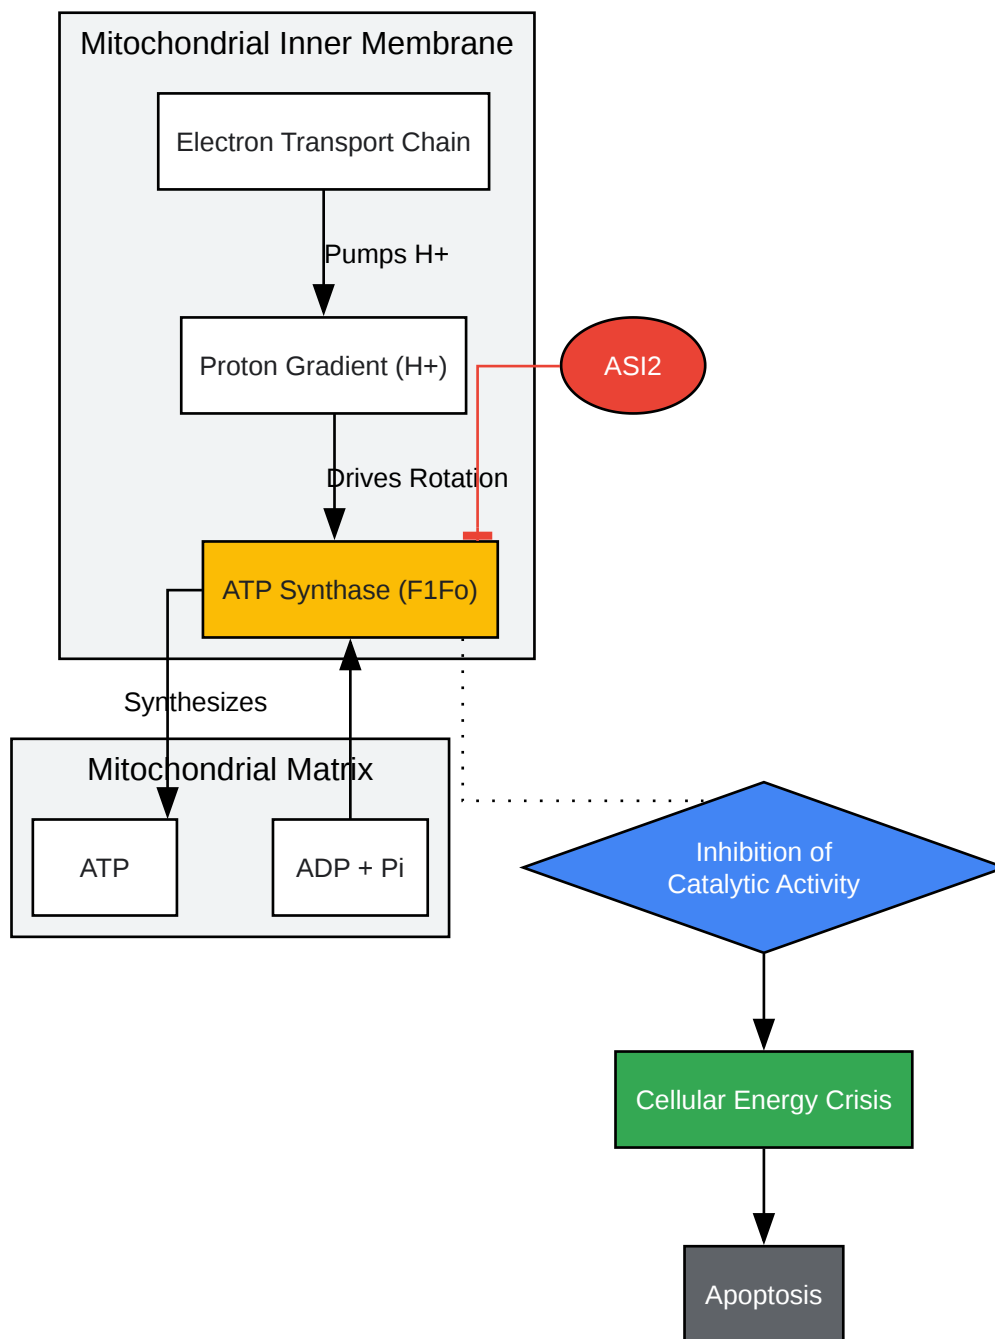 Mitochondrial Inner Membrane
Electron Transport Chain
Pumps H+
Proton Gradient (H+)
ASI2
Drives Rotation
ATP Synthase (F1Fo)
Synthesizes
Mitochondrial Matrix
ATP
ADP + Pi
Inhibition of
Catalytic Activity
Cellular Energy Crisis
Apoptosis